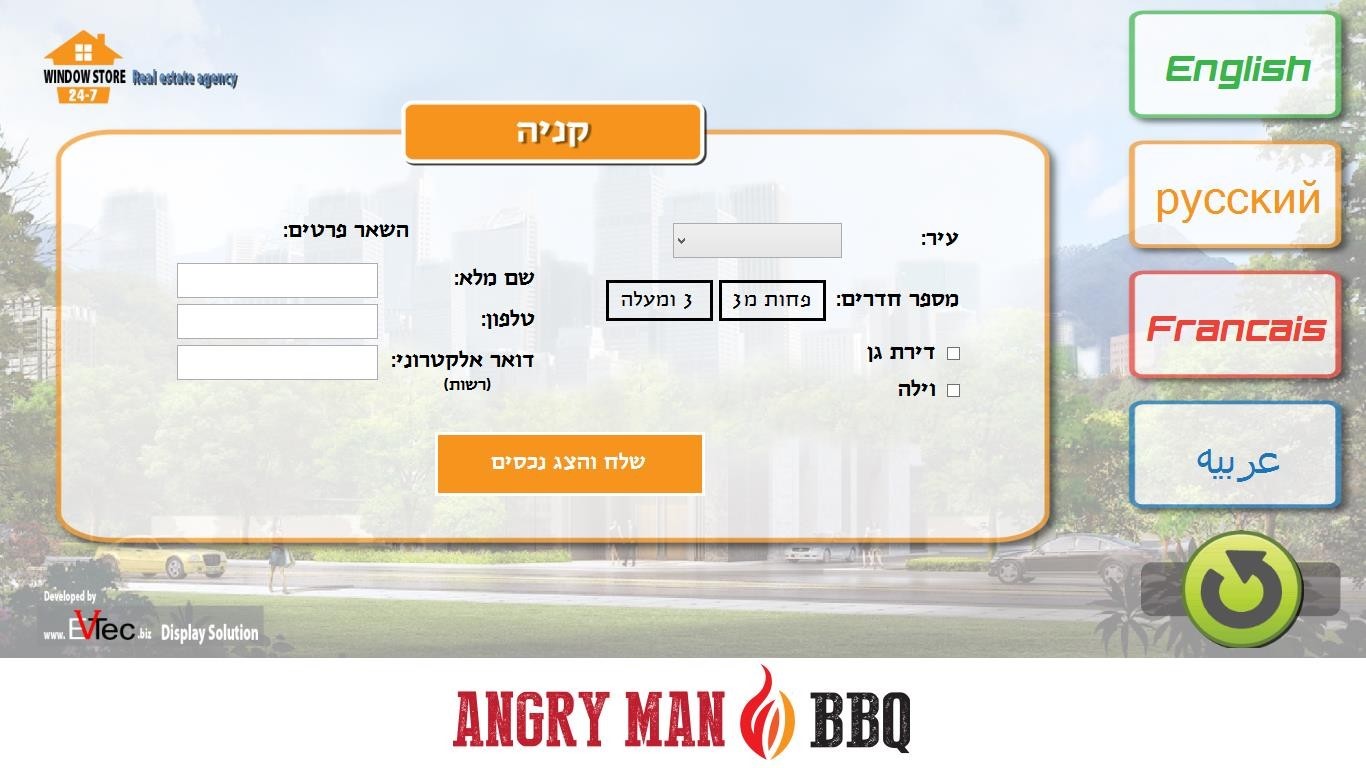 WINDOW STORE Real estate agency
24-7
קניה
עיר:
מספר חדרים: פחות מ3 3 ומעלה
דירת גן
וילה
השאר פרטים:
שם מלא:
טלפון:
דואר אלקטרוני:
(רשות)
שלח והצג נכסים
English
русский
Francais
عربيه
Developed by
www.EVTec.biz Display Solution
ANGRY MAN BBQ